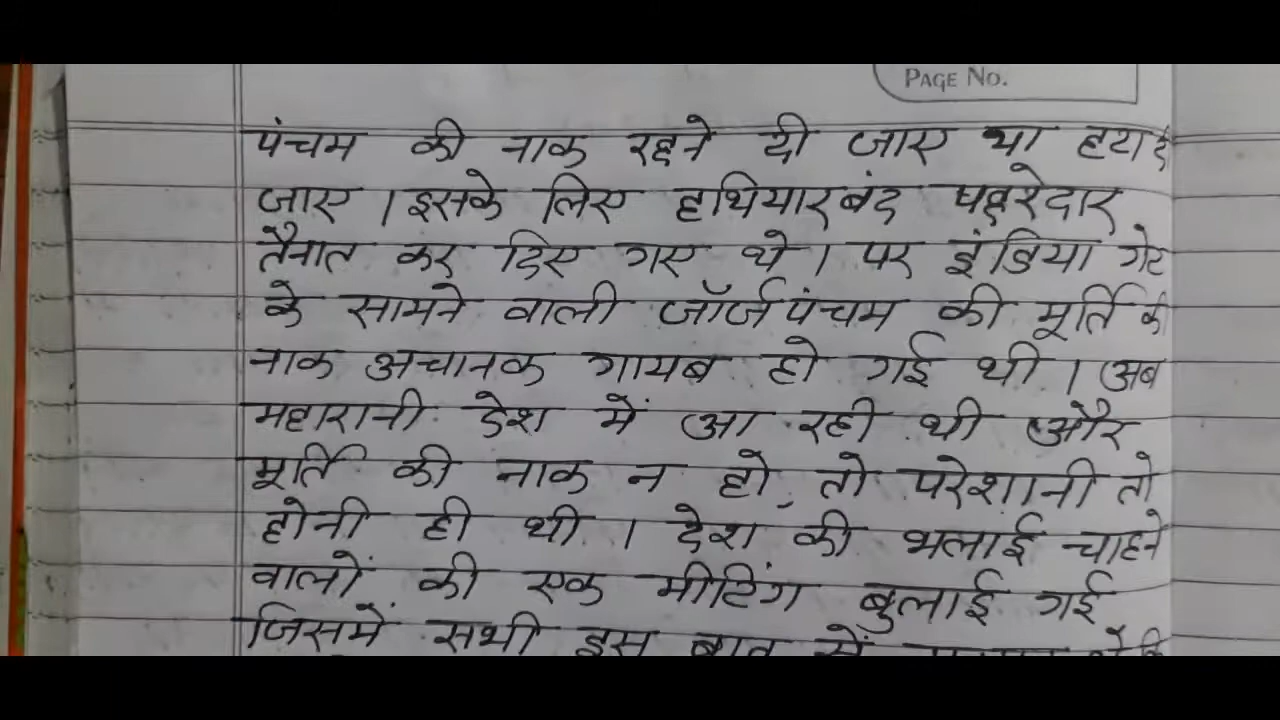 PAGE NO.
पंचम की नाक रहने दी जाए या हटा दी
जाए । इसके लिए हथियारबंद पहरेदार
तैनात कर दिए गए थे । पर इंडिया गेट
के सामने वाली जॉर्ज पंचम की मूर्ति की
नाक अचानक गायब हो गई थी । अब
महारानी देश में आ रही थी और
मूर्ति की नाक न हो, तो परेशानी तो
होनी ही थी । देश की भलाई चाहने
वालों की एक मीटिंग बुलाई गई
जिसमें सभी इस बात से